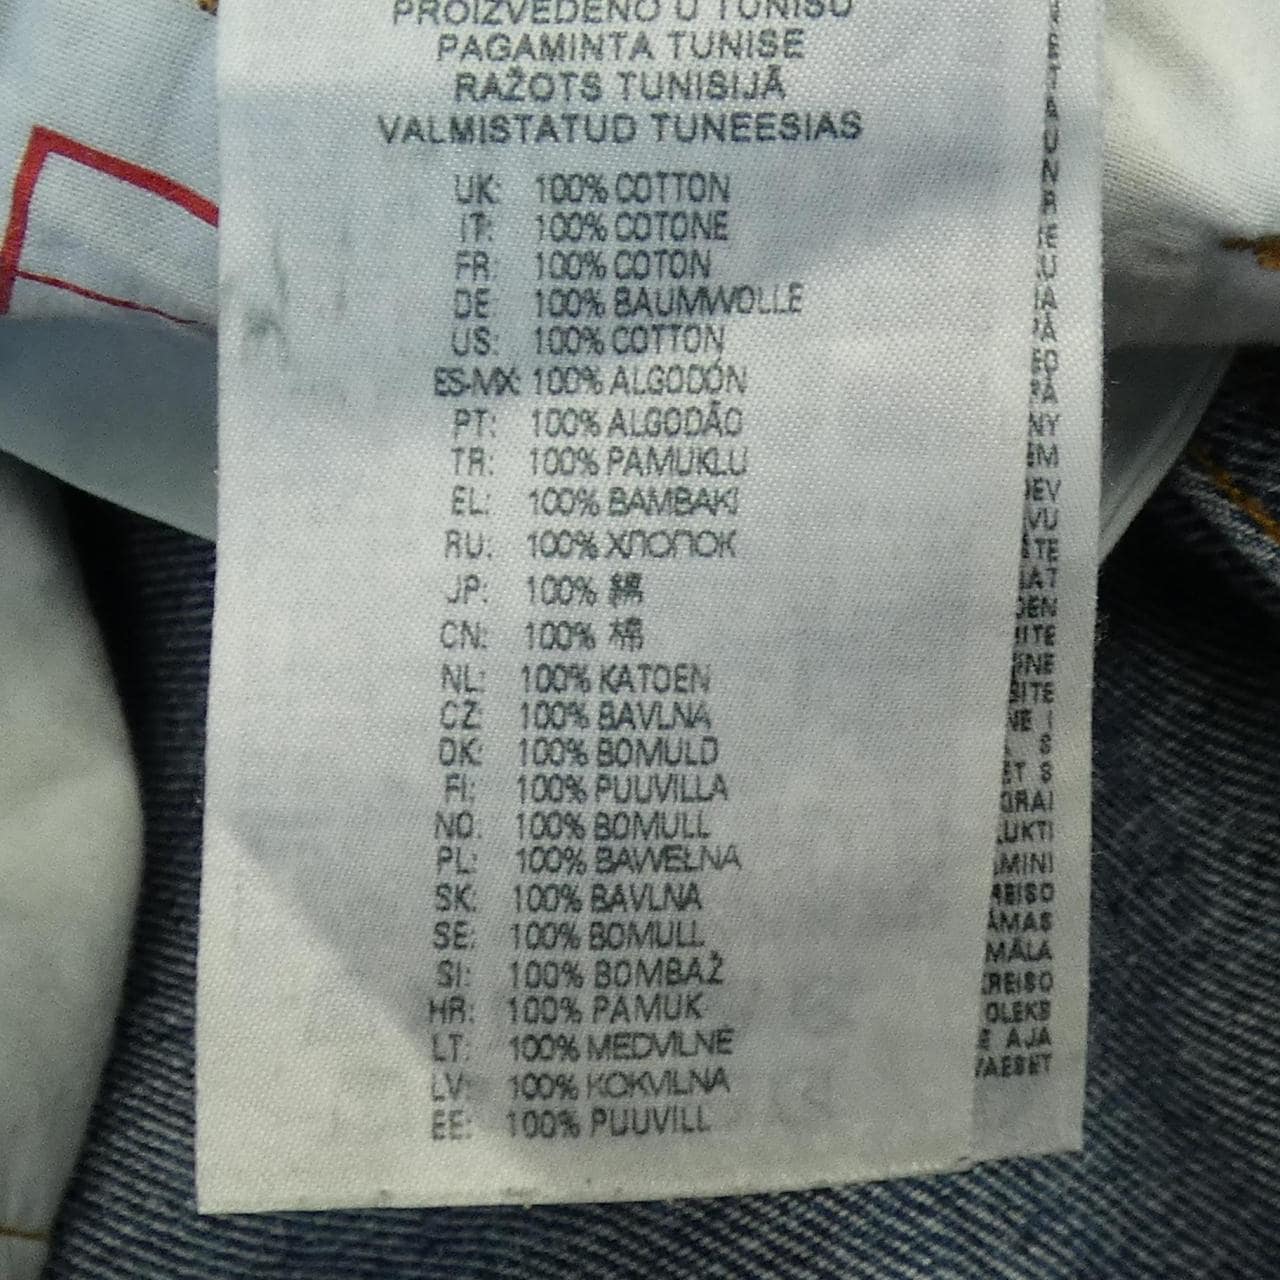 PROIZVEDENO U TUNISU
PAGAMINTA TUNISE
RAŽOTS TUNISIJĀ
VALMISTATUD TUNEESIAS
UK: 100% COTTON
IT: 100% COTONE
FR: 100% COTON
DE: 100% BAUMWOLLE
US: 100% COTTON
ES-MX: 100% ALGODÓN
PT: 100% ALGODÃO
TR: 100% PAMUKLU
EL: 100% BAMBAKI
RU: 100% ХЛОПОК
JP: 100% 綿
CN: 100% 棉
NL: 100% KATOEN
CZ: 100% BAVLNA
DK: 100% BOMULD
FI: 100% PUUVILLA
NO: 100% BOMULL
PL: 100% BAWEŁNA
SK: 100% BAVLNA
SE: 100% BOMULL
SI: 100% BOMBAŽ
HR: 100% PAMUK
LT: 100% MEDVILNE
LV: 100% KOKVILNA
EE: 100% PUUVILL